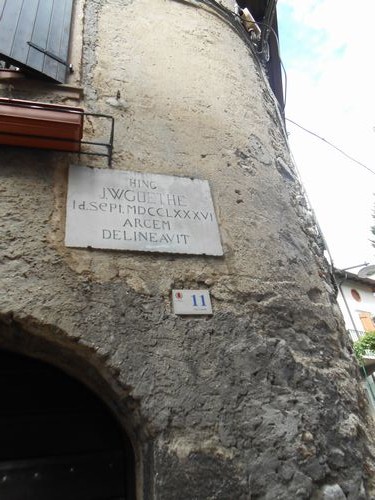 HINC
J.W GOETHE
Id. SEPT. MDCCLXXXVI
ARCEM
DELINEAVIT
11